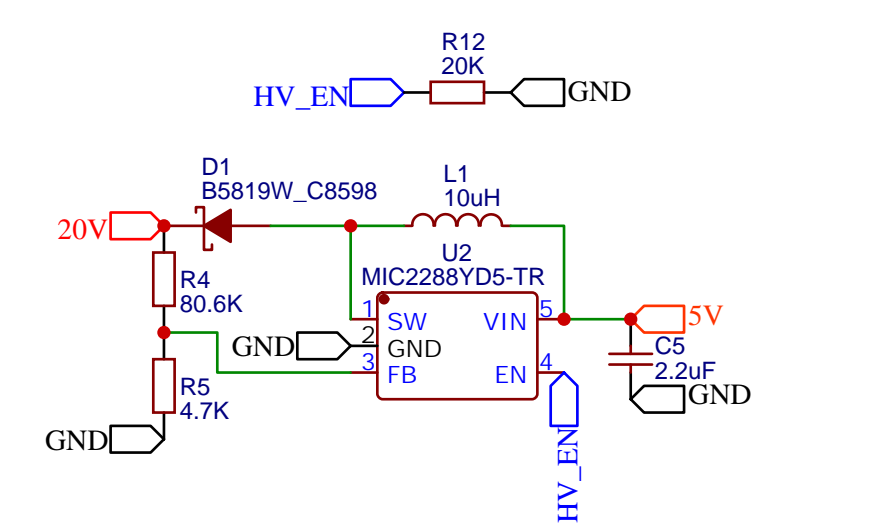 R12
20K
HV_EN
GND
D1
B5819W_C8598
L1
10uH
20V
U2
MIC2288YD5-TR
R4
80.6K
1
SW
VIN
5
5V
GND
2
GND
C5
2.2uF
3
FB
EN
4
GND
R5
4.7K
GND
HV_EN